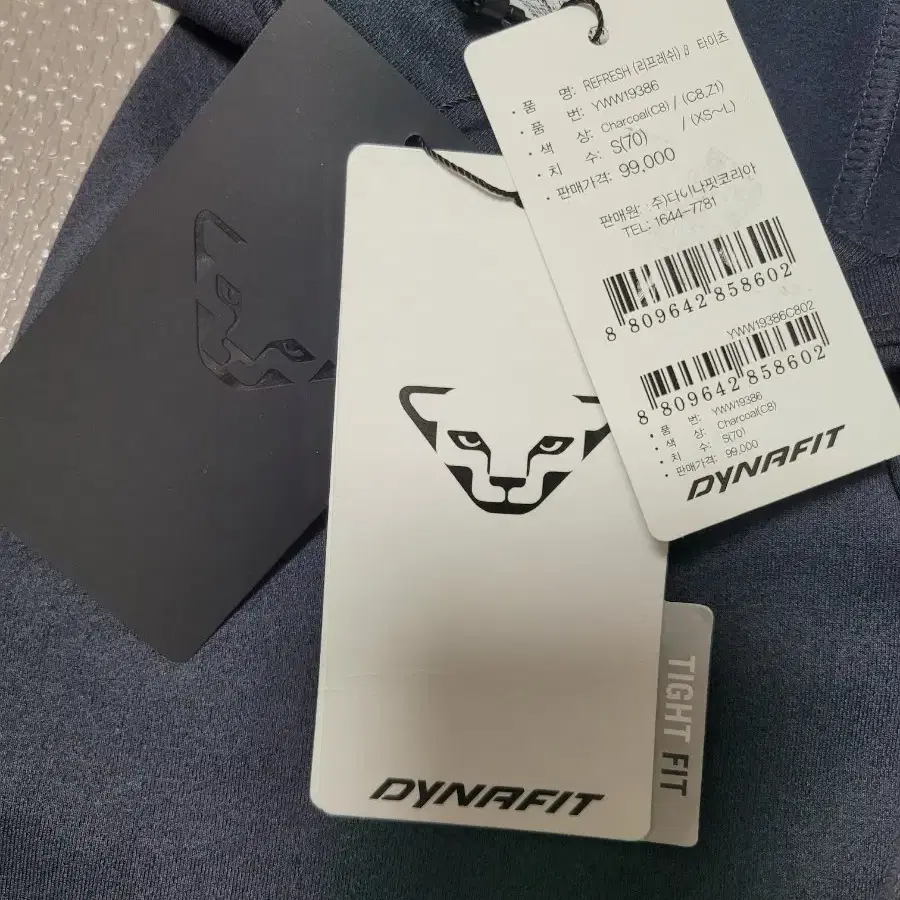 • 품 명: REFRESH (리프레쉬) β 타이츠
• 품 번: YWW19386
• 색 상: Charcoal(C8) / (C8,Z1)
• 치 수: S(70) / (XS~L)
• 판매가격: 99,000
판매원: 주)다이나핏코리아
TEL: 1644-7781
8 809642 858602
YWW19386C802
8 809642 858602
• 품 번: YWW19386
• 색 상: Charcoal(C8)
• 치 수: S(70)
• 판매가격: 99,000
DYNAFIT
DYNAFIT
TIGHT FIT